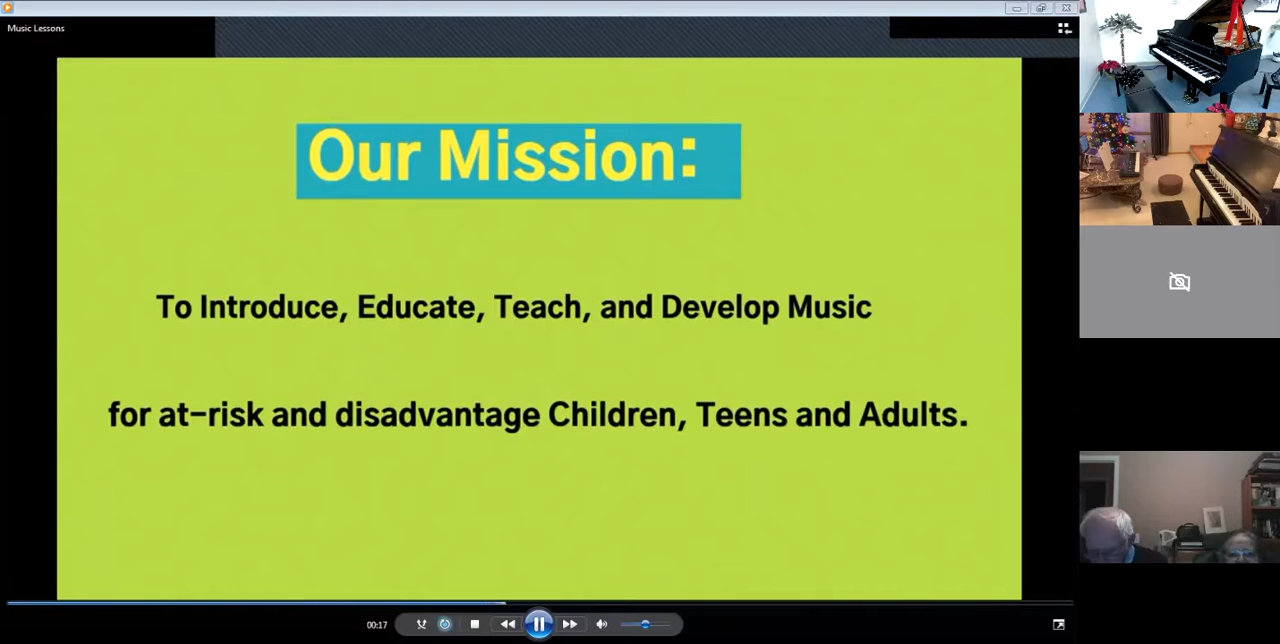 Music Lessons
Our Mission:
To Introduce, Educate, Teach, and Develop Music
for at-risk and disadvantage Children, Teens and Adults.
00:17